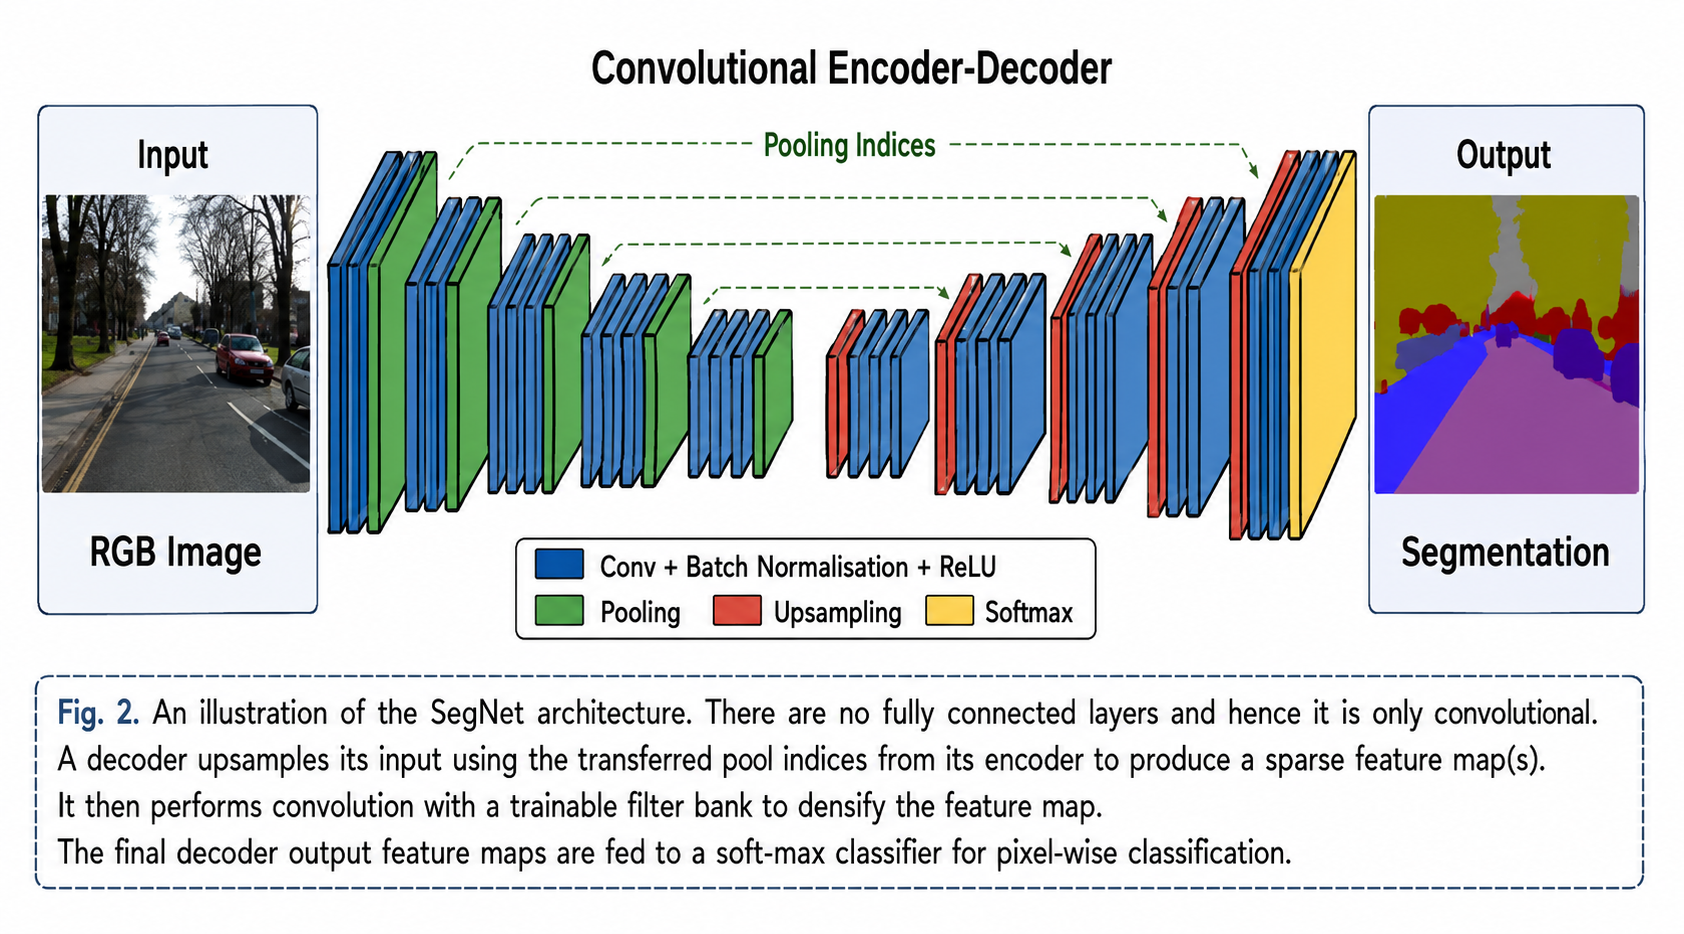 Convolutional Encoder-Decoder
Input
Pooling Indices
Output
RGB Image
Segmentation
Conv + Batch Normalisation + ReLU
Pooling
Upsampling
Softmax
Fig. 2. An illustration of the SegNet architecture. There are no fully connected layers and hence it is only convolutional.
A decoder upsamples its input using the transferred pool indices from its encoder to produce a sparse feature map(s).
It then performs convolution with a trainable filter bank to densify the feature map.
The final decoder output feature maps are fed to a soft-max classifier for pixel-wise classification.